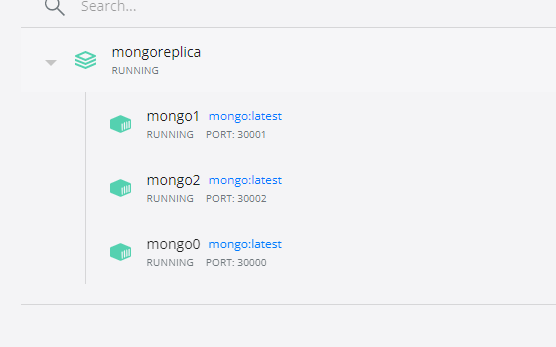 Search...
mongoreplica
RUNNING
mongo1 mongo:latest
RUNNING PORT: 30001
mongo2 mongo:latest
RUNNING PORT: 30002
mongo0 mongo:latest
RUNNING PORT: 30000